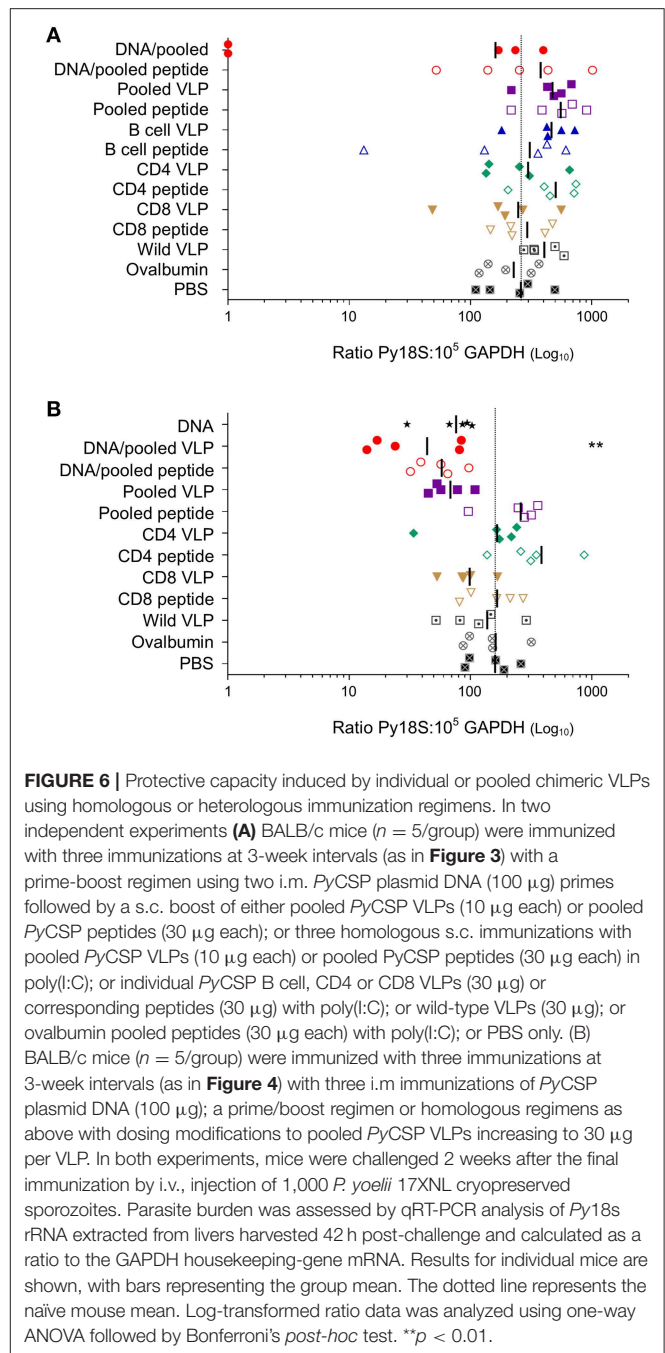 A
DNA/pooled
DNA/pooled peptide
Pooled VLP
Pooled peptide
B cell VLP
B cell peptide
CD4 VLP
CD4 peptide
CD8 VLP
CD8 peptide
Wild VLP
Ovalbumin
PBS
1 10 100 1000
Ratio Py18S:10⁵ GAPDH (Log₁₀)
B
DNA
DNA/pooled VLP
**
DNA/pooled peptide
Pooled VLP
Pooled peptide
CD4 VLP
CD4 peptide
CD8 VLP
CD8 peptide
Wild VLP
Ovalbumin
PBS
1 10 100 1000
Ratio Py18S:10⁵ GAPDH (Log₁₀)
FIGURE 6 | Protective capacity induced by individual or pooled chimeric VLPs
using homologous or heterologous immunization regimens. In two
independent experiments (A) BALB/c mice (n = 5/group) were immunized
with three immunizations at 3-week intervals (as in Figure 3) with a
prime-boost regimen using two i.m. PyCSP plasmid DNA (100 μg) primes
followed by a s.c. boost of either pooled PyCSP VLPs (10 μg each) or pooled
PyCSP peptides (30 μg each); or three homologous s.c. immunizations with
pooled PyCSP VLPs (10 μg each) or pooled PyCSP peptides (30 μg each) in
poly(I:C); or individual PyCSP B cell, CD4 or CD8 VLPs (30 μg) or
corresponding peptides (30 μg) with poly(I:C); or wild-type VLPs (30 μg); or
ovalbumin pooled peptides (30 μg each) with poly(I:C); or PBS only. (B)
BALB/c mice (n = 5/group) were immunized with three immunizations at
3-week intervals (as in Figure 4) with three i.m immunizations of PyCSP
plasmid DNA (100 μg); a prime/boost regimen or homologous regimens as
above with dosing modifications to pooled PyCSP VLPs increasing to 30 μg
per VLP. In both experiments, mice were challenged 2 weeks after the final
immunization by i.v., injection of 1,000 P. yoelii 17XNL cryopreserved
sporozoites. Parasite burden was assessed by qRT-PCR analysis of Py18s
rRNA extracted from livers harvested 42 h post-challenge and calculated as a
ratio to the GAPDH housekeeping-gene mRNA. Results for individual mice are
shown, with bars representing the group mean. The dotted line represents the
naïve mouse mean. Log-transformed ratio data was analyzed using one-way
ANOVA followed by Bonferroni's post-hoc test. **p < 0.01.